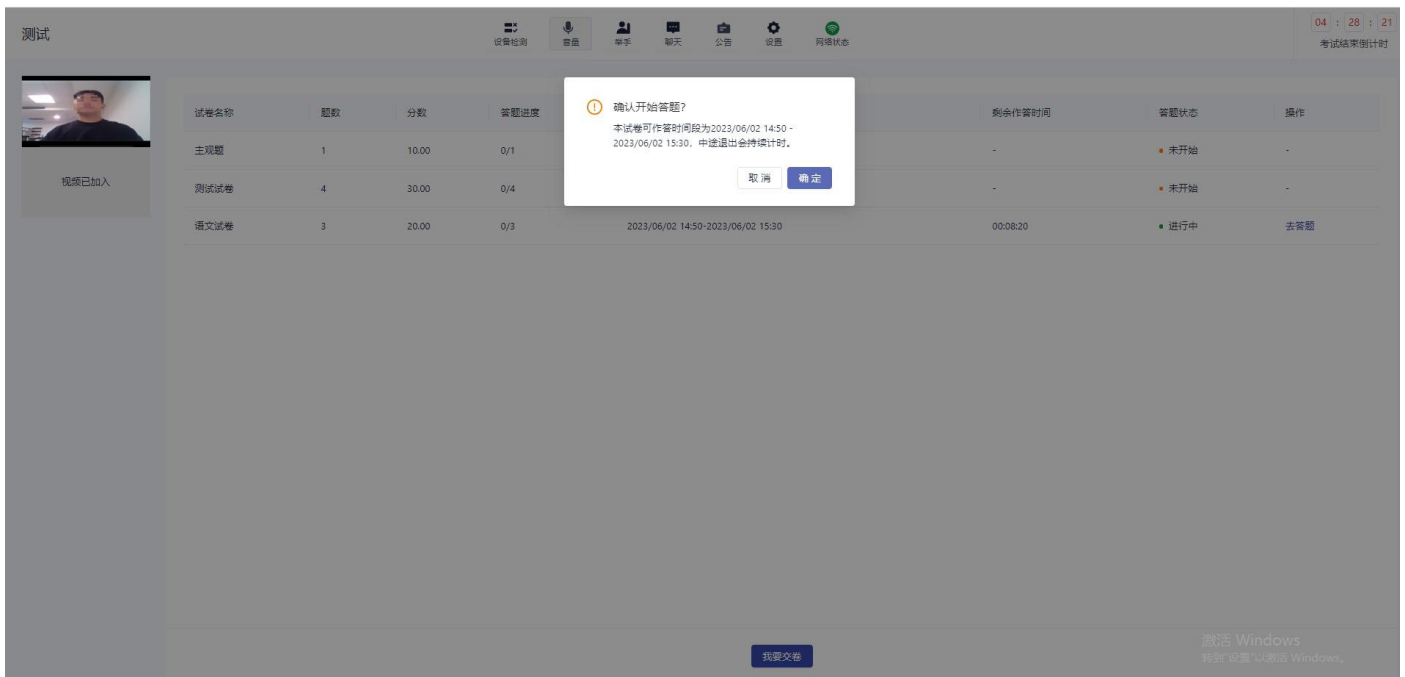 测试
设备检测 音量 举手 聊天 公告 设置 网络状态
04 : 28 : 21
考试结束倒计时
视频已加入
试卷名称 题数 分数 答题进度 剩余作答时间 答题状态 操作
主观题 1 10.00 0/1 - 未开始 -
测试试卷 4 30.00 0/4 - 未开始 -
语文试卷 3 20.00 0/3 2023/06/02 14:50-2023/06/02 15:30 00:08:20 进行中 去答题
确认开始答题?
本试卷可作答时间段为2023/06/02 14:50 -
2023/06/02 15:30，中途退出会持续计时。
取消 确定
我要交卷
激活 Windows
转到"设置"以激活 Windows。